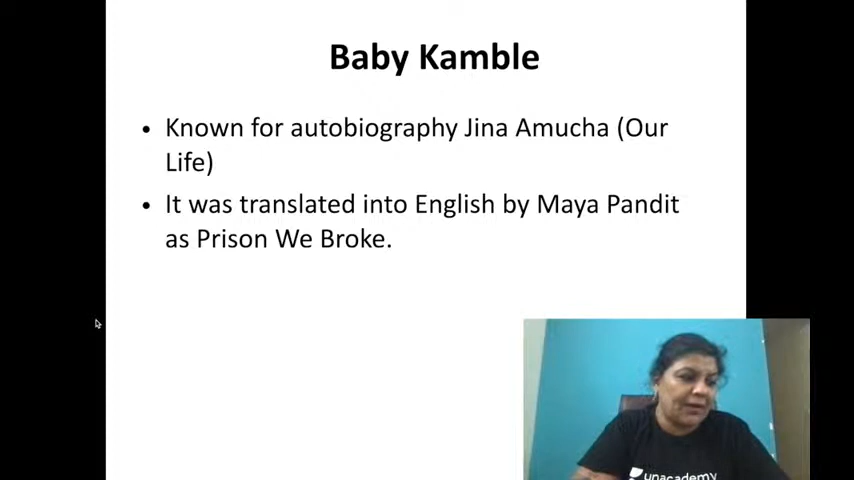 Baby Kamble
• Known for autobiography Jina Amucha (Our
Life)
• It was translated into English by Maya Pandit
as Prison We Broke.
unacademy